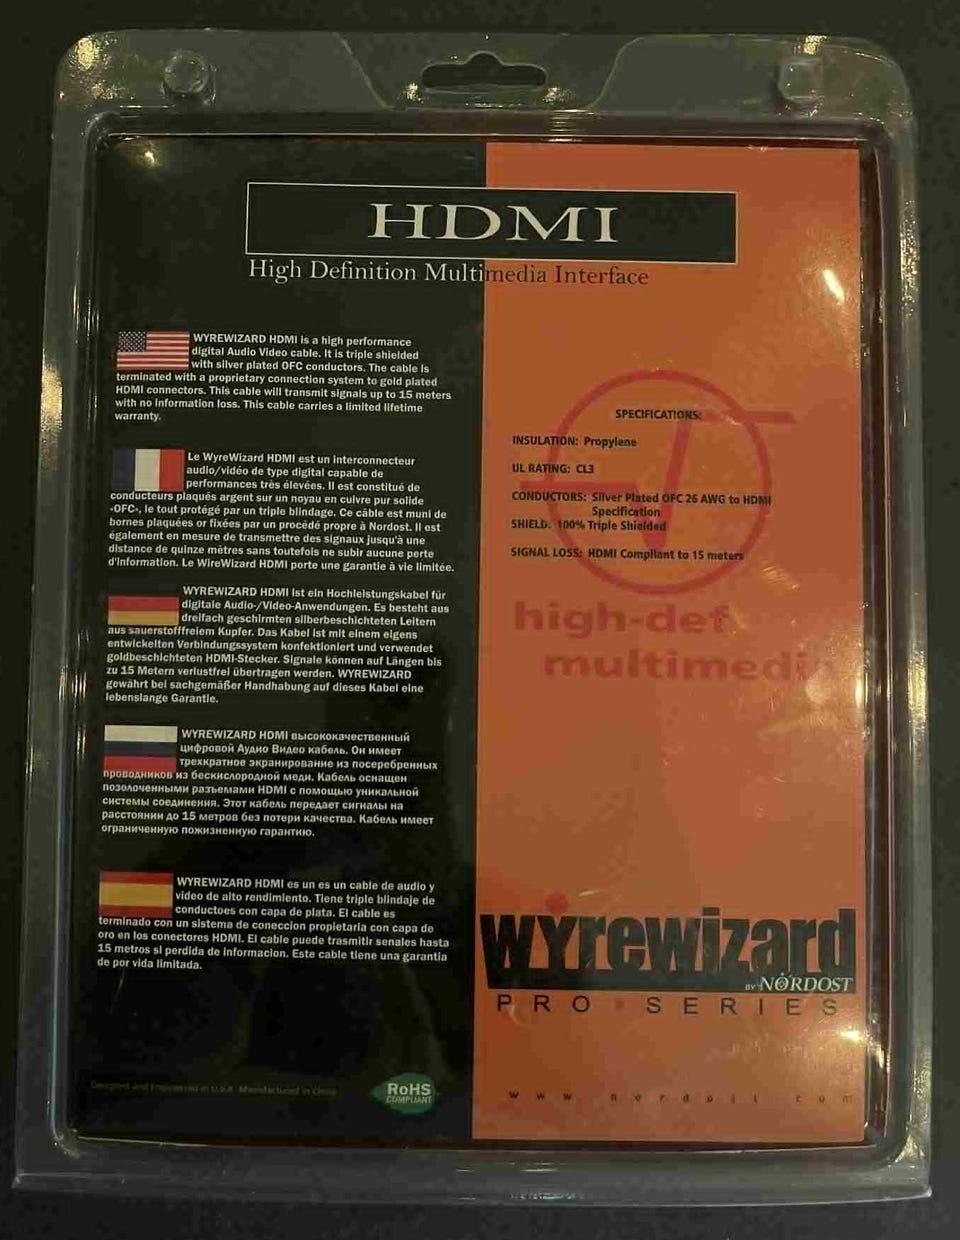 HDMI
High Definition Multimedia Interface
WYREWIZARD HDMI is a high performance
digital Audio Video cable. It is triple shielded
with silver plated OFC conductors. The cable is
terminated with a proprietary connection system to gold plated
HDMI connectors. This cable will transmit signals up to 15 meters
with no information loss. This cable carries a limited lifetime
warranty.
Le WyreWizard HDMI est un interconnecteur
audio/vidéo de type digital capable de
performances très élevées. Il est constitué de
conducteurs plaqués argent sur un noyau en cuivre pur solide
«OFC», le tout protégé par un triple blindage. Ce câble est muni de
bornes plaquées or fixées par un procédé propre à Nordost. Il est
également en mesure de transmettre des signaux jusqu'à une
distance de quinze mètres sans toutefois ne subir aucune perte
d'information. Le WireWizard HDMI porte une garantie à vie limitée.
WYREWIZARD HDMI ist ein Hochleistungskabel für
digitale Audio-/Video-Anwendungen. Es besteht aus
dreifach geschirmten silberbeschichteten Leitern
aus sauerstofffreiem Kupfer. Das Kabel ist mit einem eigens
entwickelten Verbindungssystem konfektioniert und verwendet
goldbeschichteten HDMI-Stecker. Signale können auf Längen bis
zu 15 Metern verlustfrei übertragen werden. WYREWIZARD
gewährt bei sachgemäßer Handhabung auf dieses Kabel eine
lebenslange Garantie.
WYREWIZARD HDMI высококачественный
цифровой Аудио Видео кабель. Он имеет
трехкратное экранирование из посеребренных
проводников из бескислородной меди. Кабель оснащен
позолоченными разъемами HDMI с помощью уникальной
системы соединения. Этот кабель передает сигналы на
расстоянии до 15 метров без потери качества. Кабель имеет
ограниченную пожизненную гарантию.
WYREWIZARD HDMI es un es un cable de audio y
video de alto rendimiento. Tiene triple blindaje de
conductoes con capa de plata. El cable es
terminado con un sistema de coneccion propietaria con capa de
oro en los conectores HDMI. El cable puede trasmitir senales hasta
15 metros si perdida de informacion. Este cable tiene una garantia
de por vida limitada.
Designed and Engineered in U.S.A. Manufactured in China
RoHS
COMPLIANT
SPECIFICATIONS:
INSULATION: Propylene
UL RATING: CL3
CONDUCTORS: Silver Plated OFC 26 AWG to HDMI
Specification
SHIELD: 100% Triple Shielded
SIGNAL LOSS: HDMI Compliant to 15 meters
high-def
multimedia
wyrewizard
BY NÖRDOST
PRO SERIES
www.nordost.com